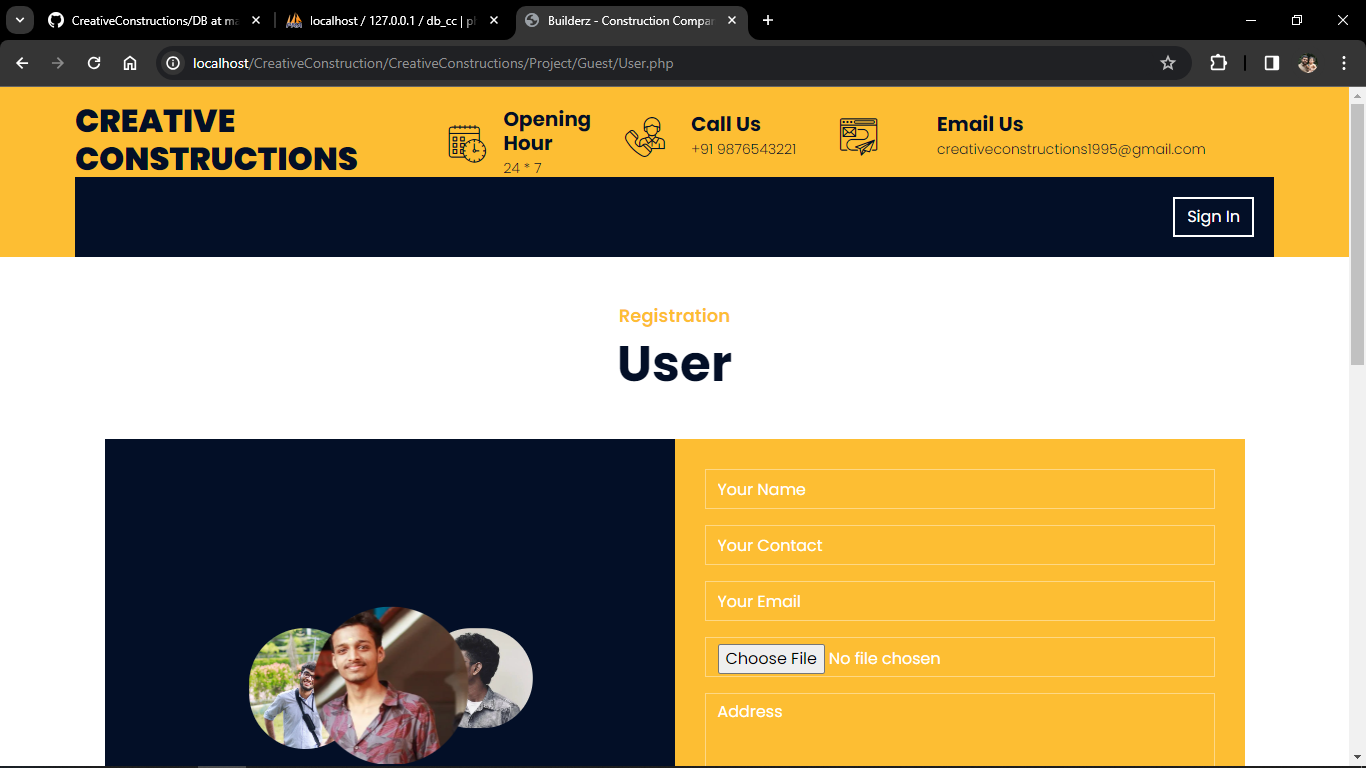 CreativeConstructions/DB at ma
localhost / 127.0.0.1 / db_cc | pl
Builderz - Construction Compar
localhost/CreativeConstruction/CreativeConstructions/Project/Guest/User.php
CREATIVE
CONSTRUCTIONS
Opening
Hour
24 * 7
Call Us
+91 9876543221
Email Us
creativeconstructions1995@gmail.com
Sign In
Registration
User
Your Name
Your Contact
Your Email
Choose File No file chosen
Address